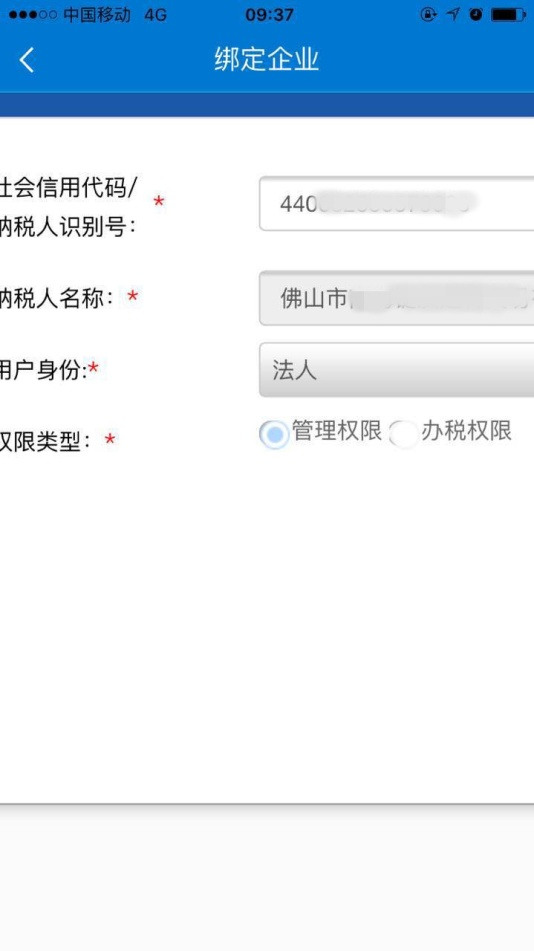 中国移动 4G 09:37
绑定企业
社会信用代码/
纳税人识别号： *
440
纳税人名称： * 佛山市
用户身份:* 法人
权限类型： * 管理权限 办税权限